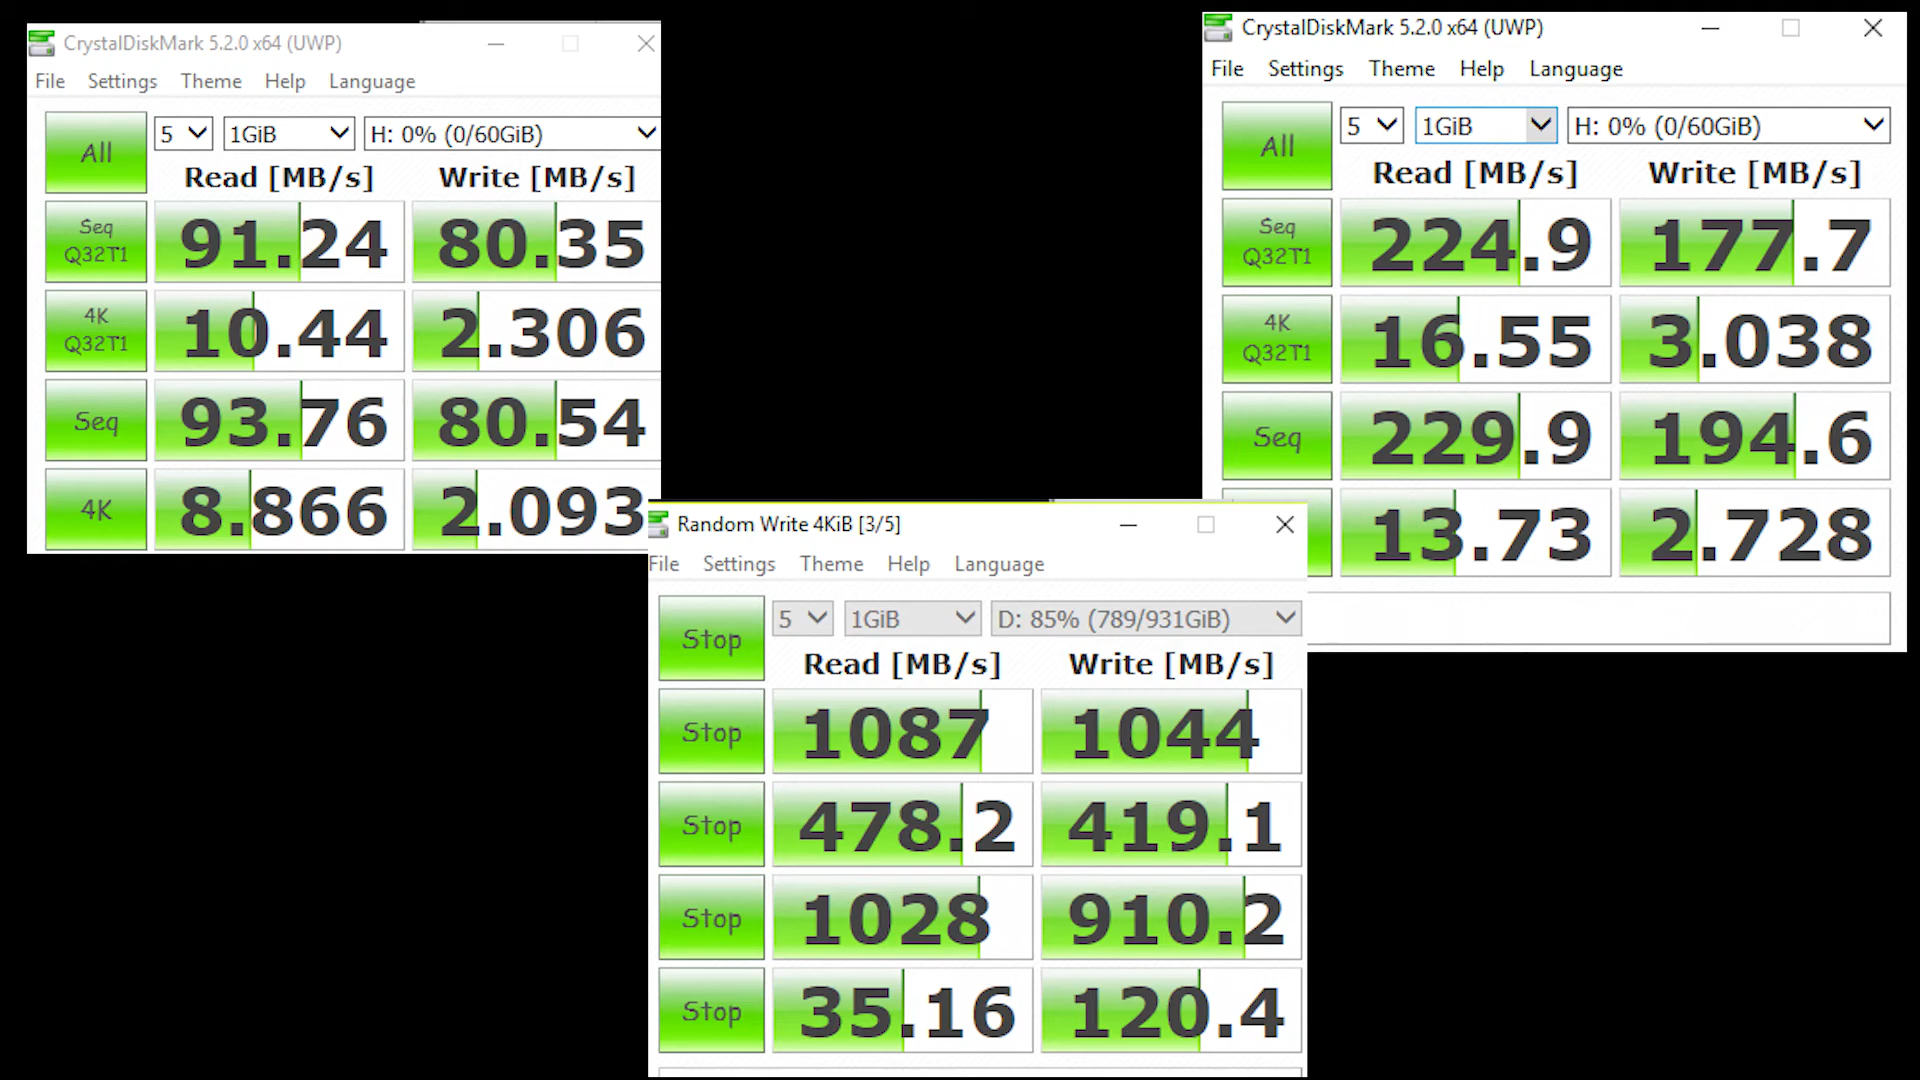 CrystalDiskMark 5.2.0 x64 (UWP)
File Settings Theme Help Language
All 5 1GiB H: 0% (0/60GiB)
Read [MB/s] Write [MB/s]
Seq Q32T1 91.24 80.35
4K Q32T1 10.44 2.306
Seq 93.76 80.54
4K 8.866 2.093
CrystalDiskMark 5.2.0 x64 (UWP)
File Settings Theme Help Language
All 5 1GiB H: 0% (0/60GiB)
Read [MB/s] Write [MB/s]
Seq Q32T1 224.9 177.7
4K Q32T1 16.55 3.038
Seq 229.9 194.6
13.73 2.728
Random Write 4KiB [3/5]
File Settings Theme Help Language
Stop 5 1GiB D: 85% (789/931GiB)
Read [MB/s] Write [MB/s]
Stop 1087 1044
Stop 478.2 419.1
Stop 1028 910.2
Stop 35.16 120.4